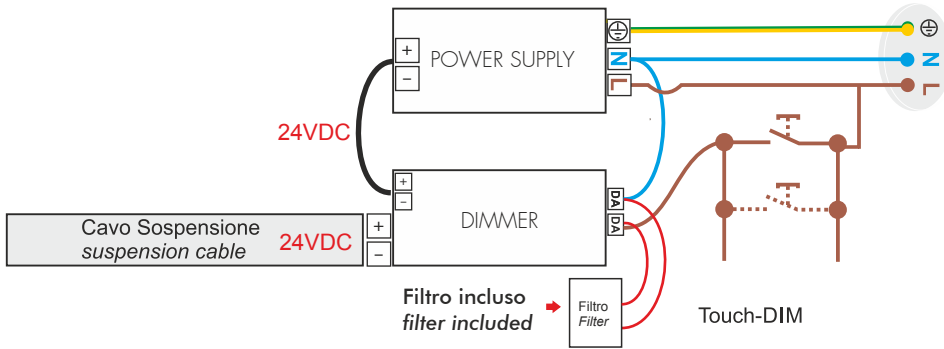 POWER SUPPLY
+
−
N
L
N
L
24VDC
+
−
DIMMER
DA
DA
Cavo Sospensione
suspension cable
24VDC
+
−
Filtro incluso
filter included
Filtro
Filter
Touch-DIM